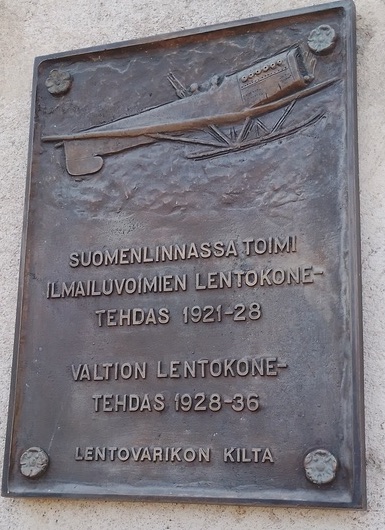 SUOMENLINNASSA TOIMI
ILMAILUVOIMIEN LENTOKONE-
TEHDAS 1921-28
VALTION LENTOKONE-
TEHDAS 1928-36
LENTOVARIKON KILTA